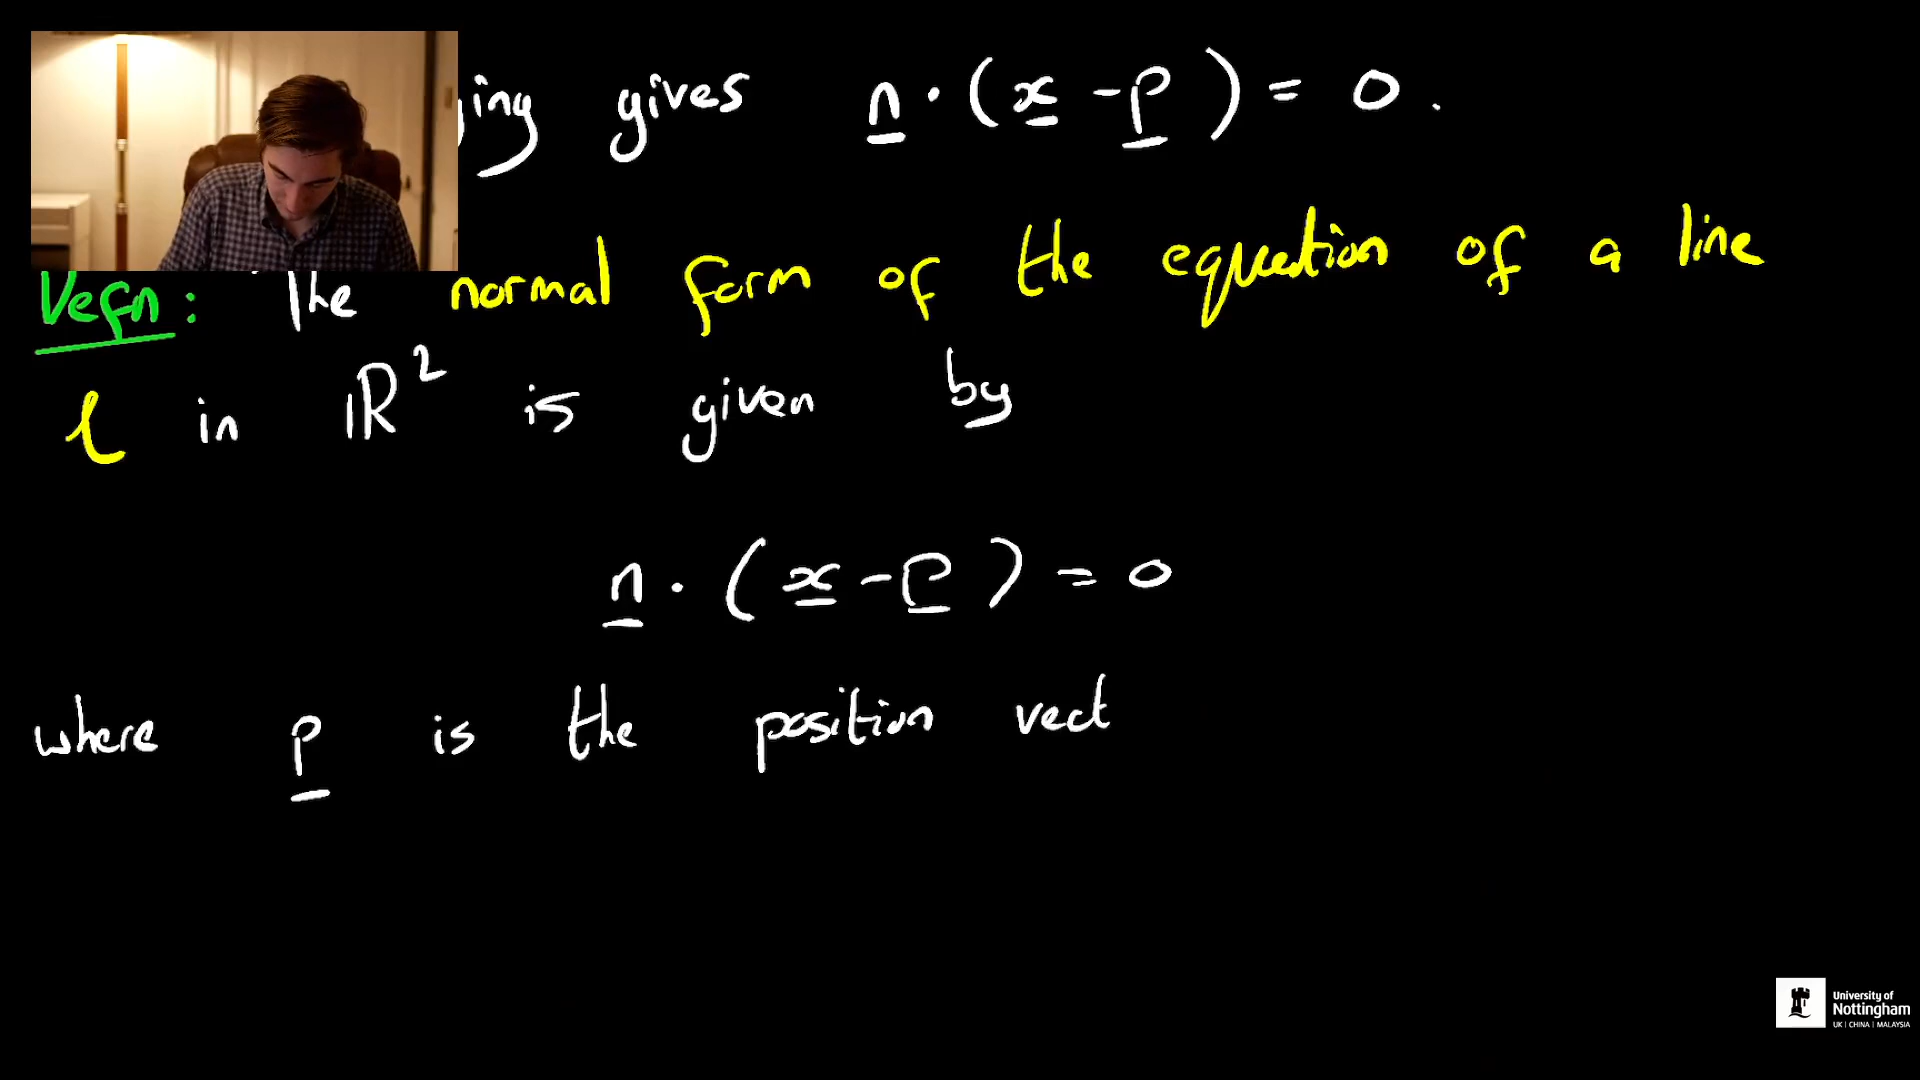 ing gives n · (x - p) = 0.
Defn: The normal form of the equation of a line
l in ℝ² is given by
n · (x - p) = 0
where p is the position vect
University of
Nottingham
UK | CHINA | MALAYSIA